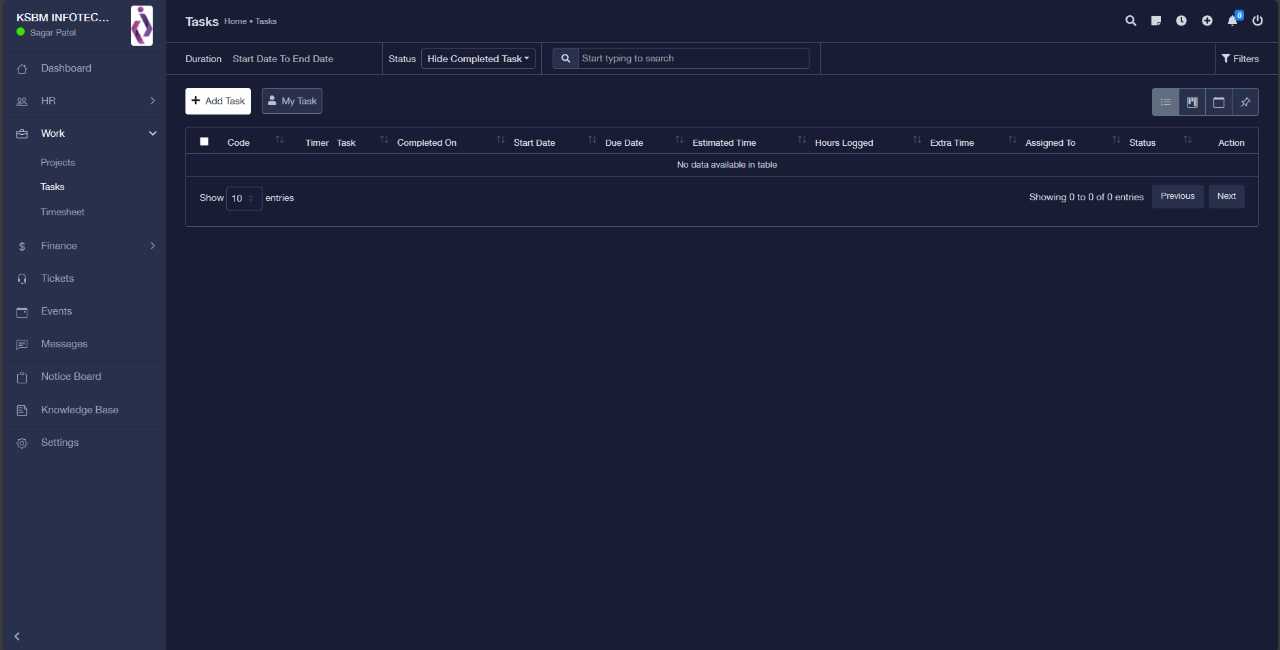 KSBM INFOTEC...
Sagar Patel
Dashboard
HR
Work
Projects
Tasks
Timesheet
Finance
Tickets
Events
Messages
Notice Board
Knowledge Base
Settings
Tasks Home • Tasks
0
Duration Start Date To End Date Status Hide Completed Task Start typing to search Filters
Add Task My Task
Code Timer Task Completed On Start Date Due Date Estimated Time Hours Logged Extra Time Assigned To Status Action
No data available in table
Show 10 entries Showing 0 to 0 of 0 entries Previous Next